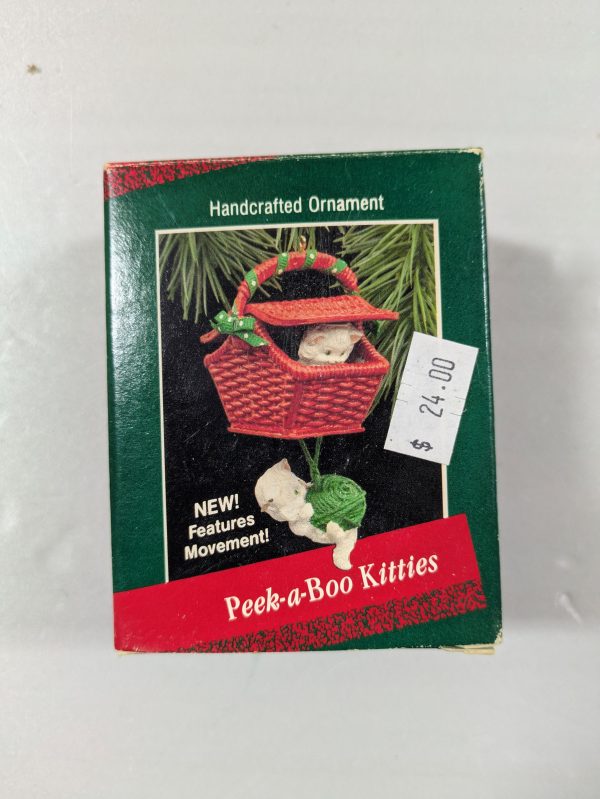 Handcrafted Ornament
$ 24.00
NEW!
Features
Movement!
Peek-a-Boo Kitties